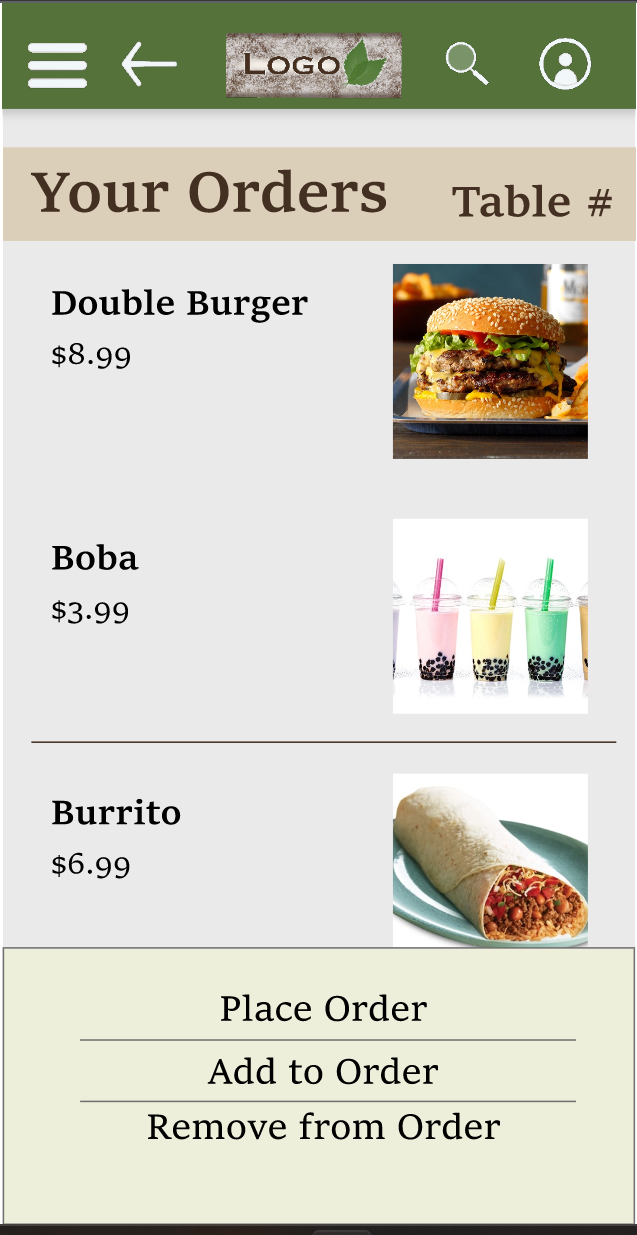 LOGO
Your Orders
Table #
Double Burger
$8.99
Boba
$3.99
Burrito
$6.99
Place Order
Add to Order
Remove from Order